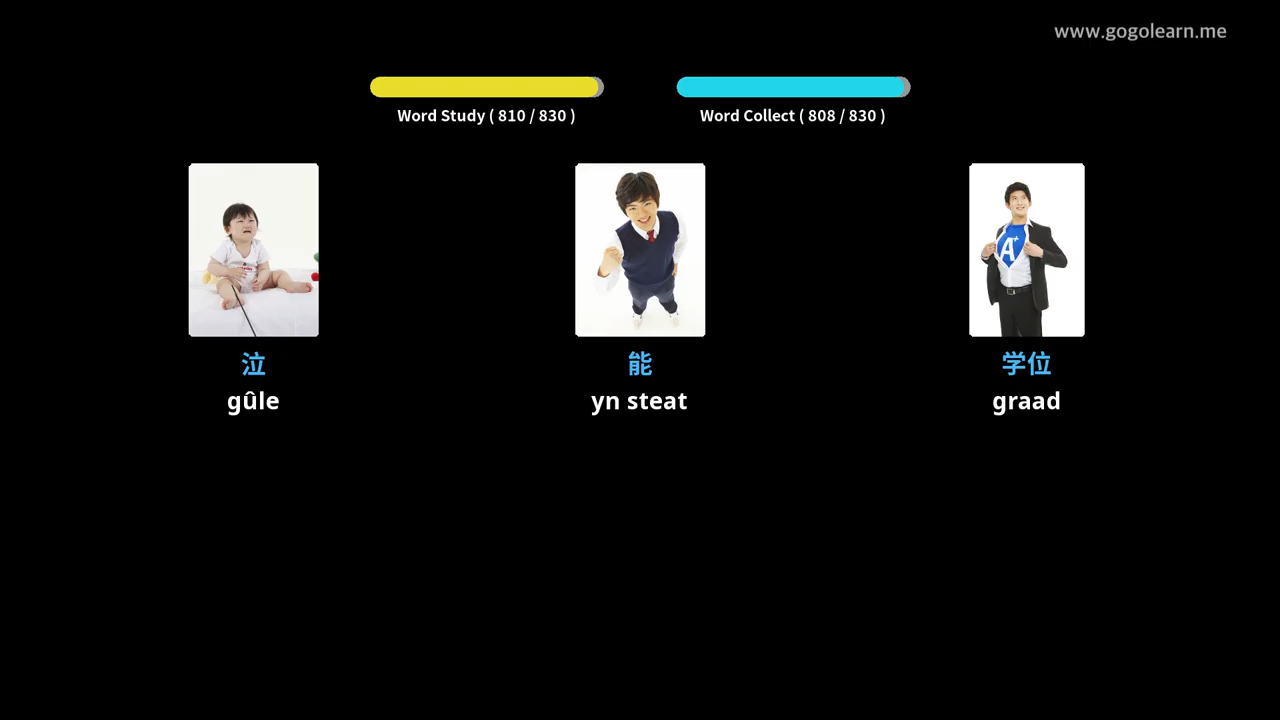 www.gogolearn.me
Word Study ( 810 / 830 )
Word Collect ( 808 / 830 )
A+
泣
能
学位
gûle
yn steat
graad